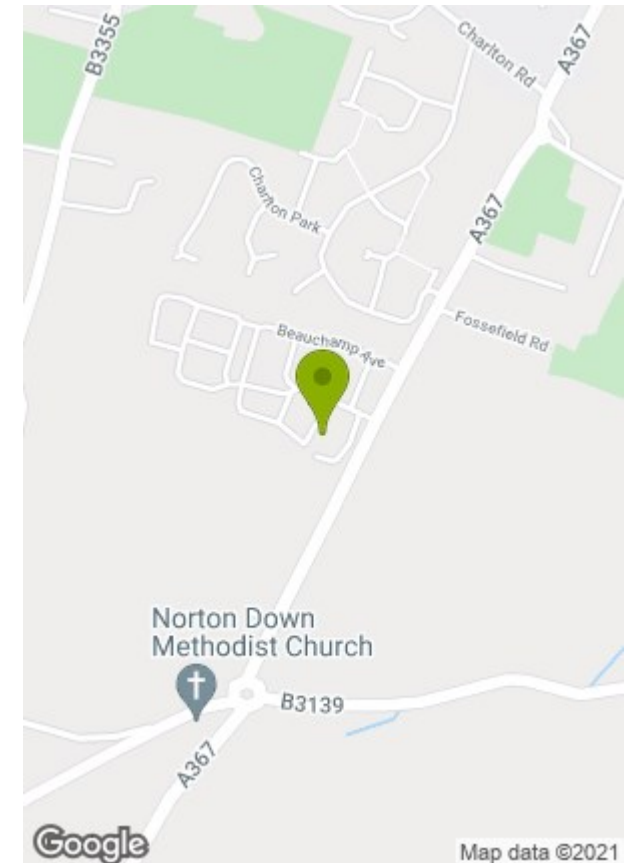 B3355
Charlton Rd
A367
Charlton Park
A367
Fossefield Rd
Beauchamp Ave
Norton Down
Methodist Church
B3139
A367
Google
Map data ©2021